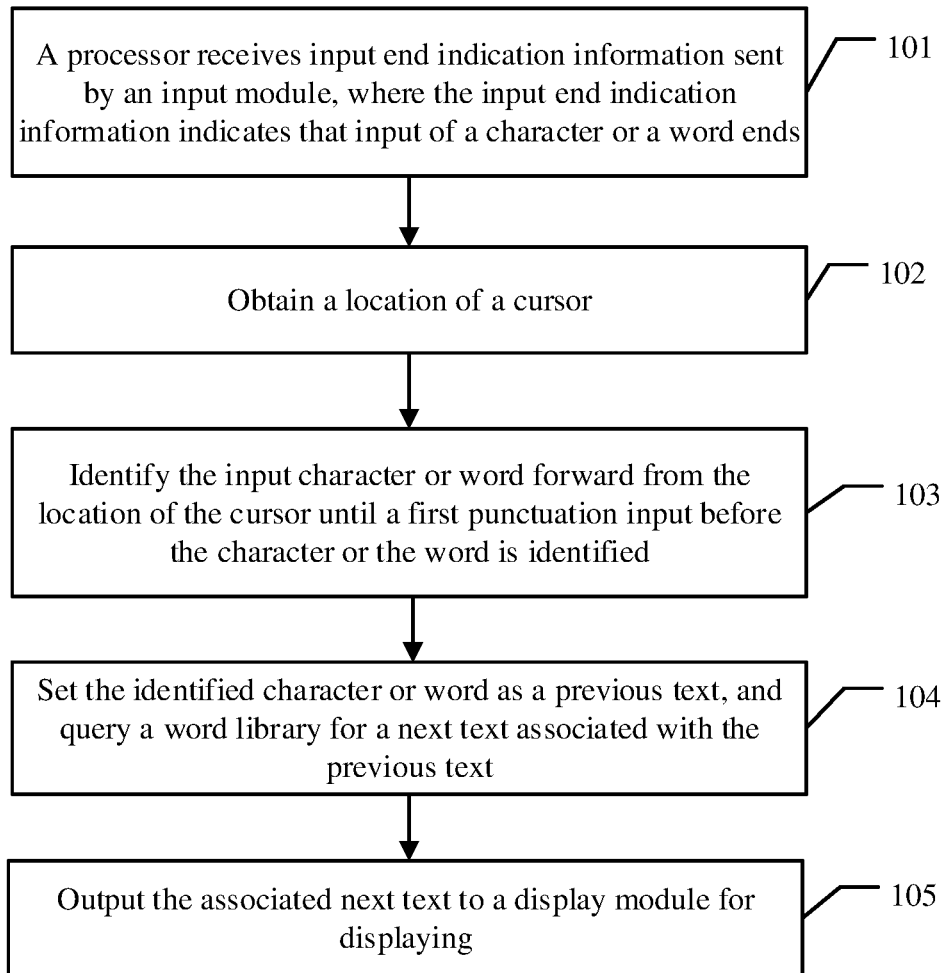 A processor receives input end indication information sent
by an input module, where the input end indication
information indicates that input of a character or a word ends
101
Obtain a location of a cursor
102
Identify the input character or word forward from the
location of the cursor until a first punctuation input before
the character or the word is identified
103
Set the identified character or word as a previous text, and
query a word library for a next text associated with the
previous text
104
Output the associated next text to a display module for
displaying
105